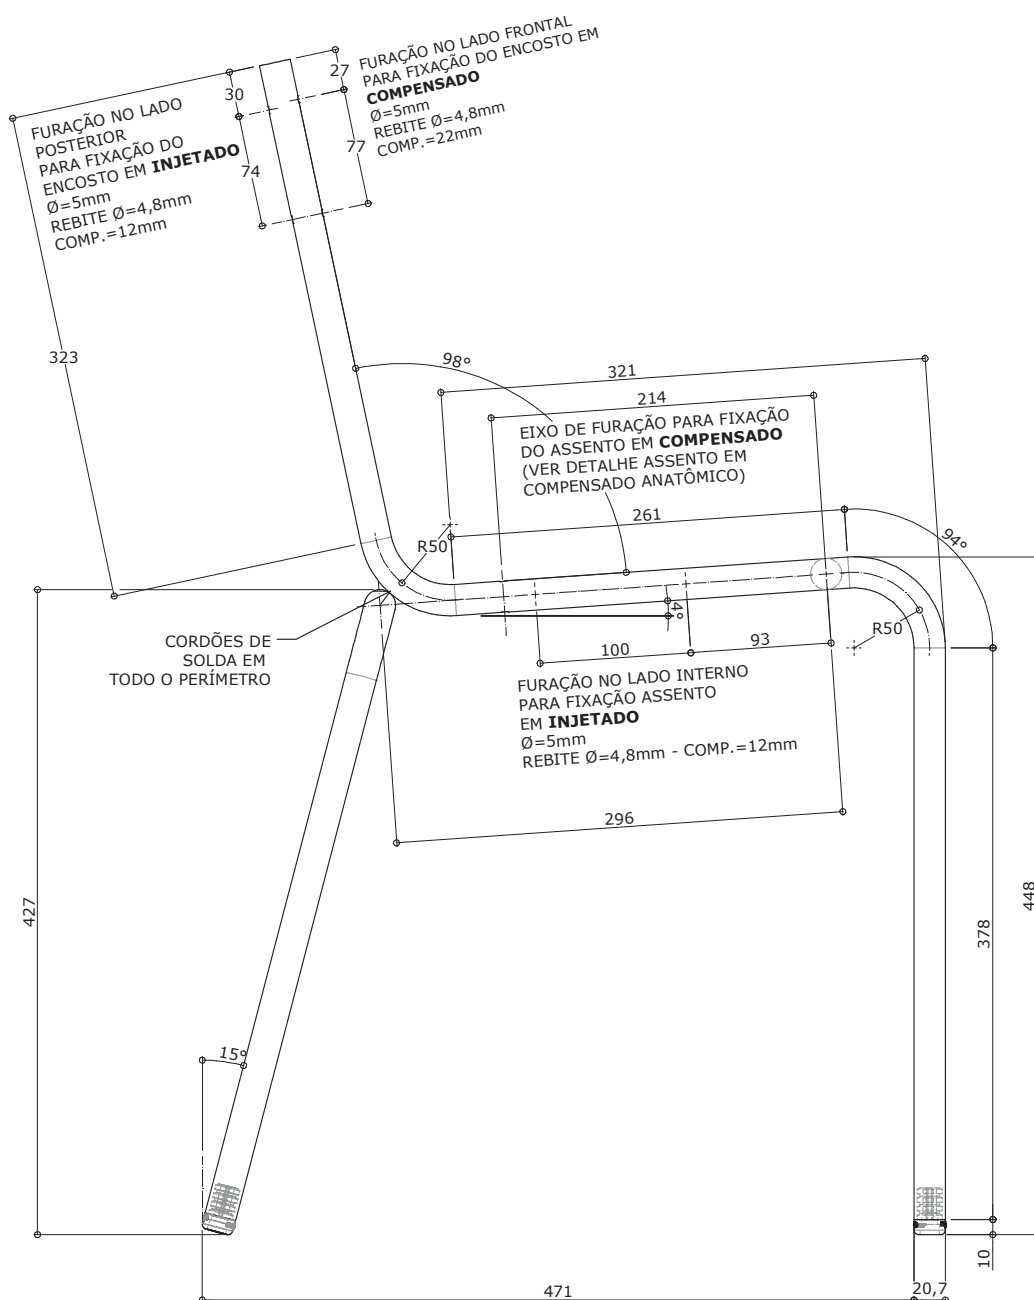 FURAÇÃO NO LADO FRONTAL
PARA FIXAÇÃO DO ENCOSTO EM
COMPENSADO
Ø=5mm
REBITE Ø=4,8mm
COMP.=22mm
27
77
30
74
FURAÇÃO NO LADO
POSTERIOR
PARA FIXAÇÃO DO
ENCOSTO EM INJETADO
Ø=5mm
REBITE Ø=4,8mm
COMP.=12mm
323
98°
321
214
EIXO DE FURAÇÃO PARA FIXAÇÃO
DO ASSENTO EM COMPENSADO
(VER DETALHE ASSENTO EM
COMPENSADO ANATÔMICO)
261
R50
94°
4°
R50
CORDÕES DE
SOLDA EM
TODO O PERÍMETRO
100
93
FURAÇÃO NO LADO INTERNO
PARA FIXAÇÃO ASSENTO
EM INJETADO
Ø=5mm
REBITE Ø=4,8mm - COMP.=12mm
296
427
448
378
15°
10
471
20,7